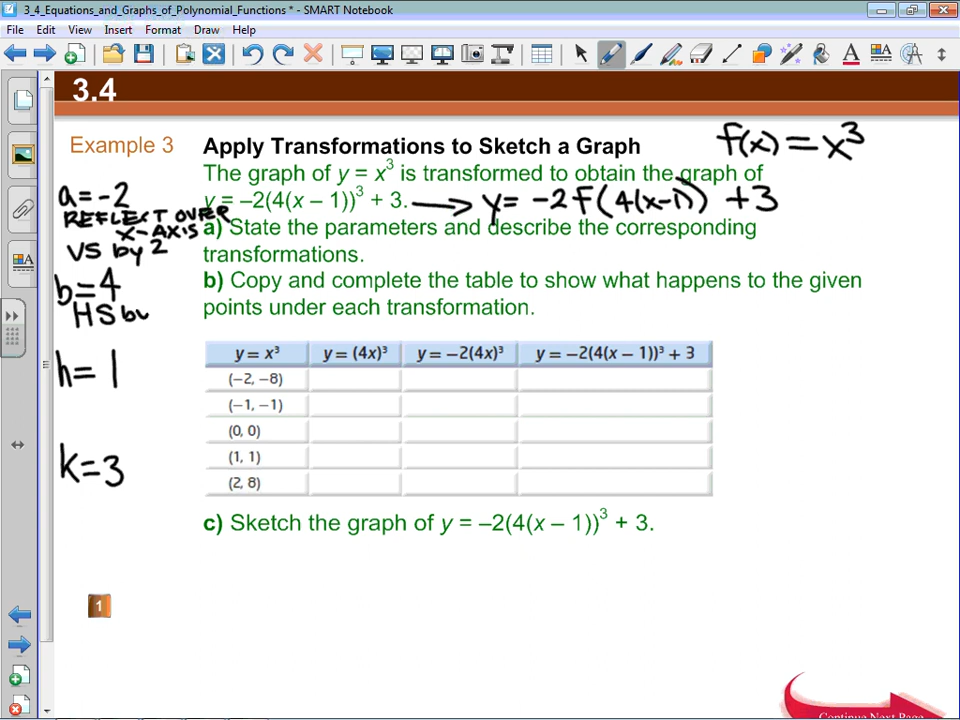 3_4_Equations_and_Graphs_of_Polynomial_Functions * - SMART Notebook
File Edit View Insert Format Draw Help
3.4
Example 3
Apply Transformations to Sketch a Graph
f(x) = x³
The graph of y = x³ is transformed to obtain the graph of
y = –2(4(x – 1))³ + 3. → y = -2f(4(x-1)) + 3
a) State the parameters and describe the corresponding
transformations.
b) Copy and complete the table to show what happens to the given
points under each transformation.
a = -2
REFLECT OVER
X-AXIS
VS by 2
b = 4
HS by
h = 1
k = 3
y = x³ y = (4x)³ y = −2(4x)³ y = −2(4(x − 1))³ + 3
(−2, −8)
(−1, −1)
(0, 0)
(1, 1)
(2, 8)
c) Sketch the graph of y = –2(4(x – 1))³ + 3.
1
Continue Next Page